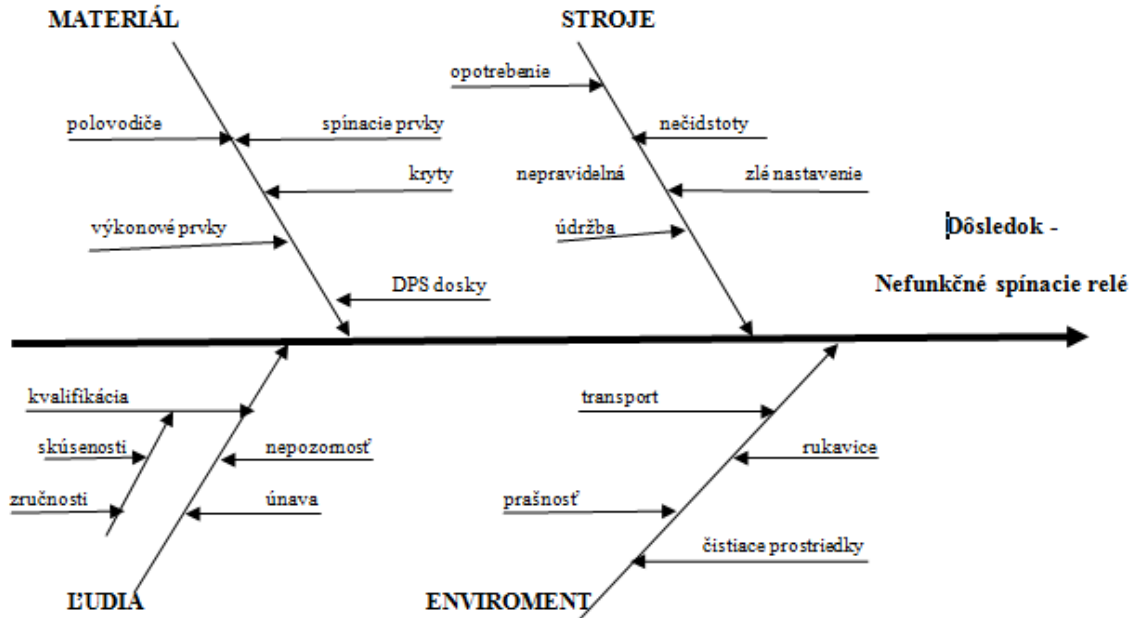 MATERIÁL
STROJE
opotrebenie
polovodiče
spínacie prvky
nečidstoty
kryty
nepravidelná
zlé nastavenie
výkonové prvky
údržba
Dôsledok -
DPS dosky
Nefunkčné spínacie relé
kvalifikácia
transport
skúsenosti
nepozornosť
rukavice
zručnosti
únava
prašnosť
čistiace prostriedky
ĽUDIA
ENVIROMENT